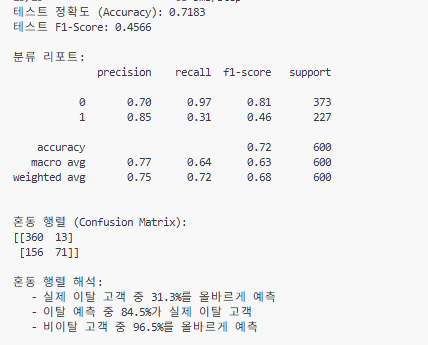 테스트 정확도 (Accuracy): 0.7183
테스트 F1-Score: 0.4566
분류 리포트:
precision recall f1-score support
0 0.70 0.97 0.81 373
1 0.85 0.31 0.46 227
accuracy 0.72 600
macro avg 0.77 0.64 0.63 600
weighted avg 0.75 0.72 0.68 600
혼동 행렬 (Confusion Matrix):
[[360 13]
[156 71]]
혼동 행렬 해석:
- 실제 이탈 고객 중 31.3%를 올바르게 예측
- 이탈 예측 중 84.5%가 실제 이탈 고객
- 비이탈 고객 중 96.5%를 올바르게 예측